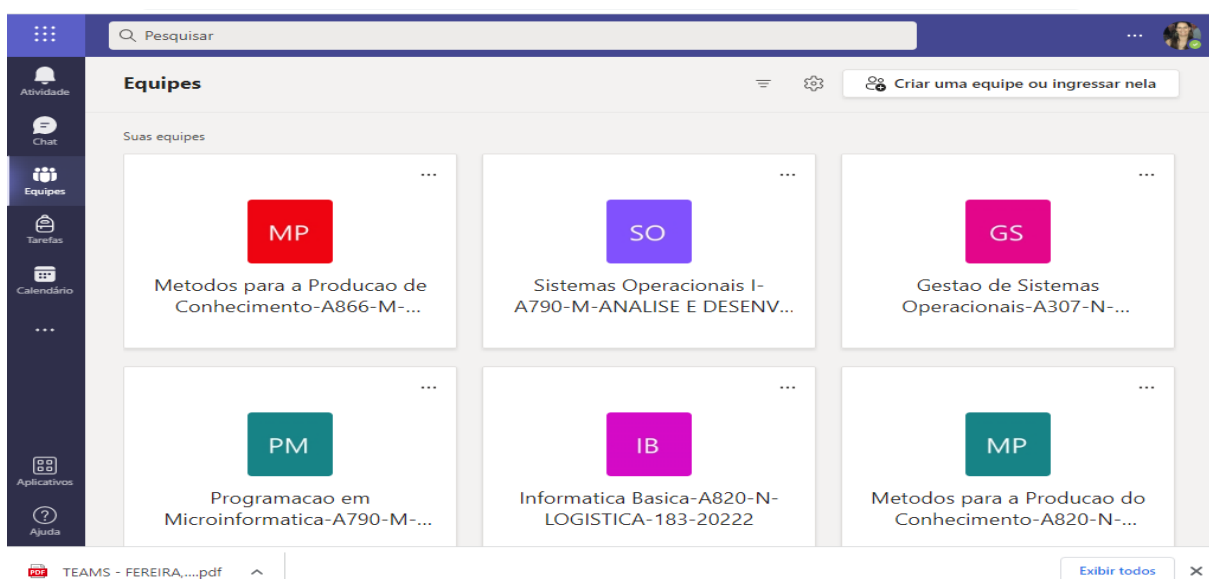 Pesquisar
...
Atividade
Chat
Equipes
Tarefas
Calendário
...
Aplicativos
Ajuda
Equipes
Criar uma equipe ou ingressar nela
Suas equipes
...
MP
Metodos para a Producao de
Conhecimento-A866-M-...
...
SO
Sistemas Operacionais I-
A790-M-ANALISE E DESENV...
...
GS
Gestao de Sistemas
Operacionais-A307-N-...
...
PM
Programacao em
Microinformatica-A790-M-...
...
IB
Informatica Basica-A820-N-
LOGISTICA-183-20222
...
MP
Metodos para a Producao do
Conhecimento-A820-N-...
PDF
TEAMS - FEREIRA,....pdf
Exibir todos